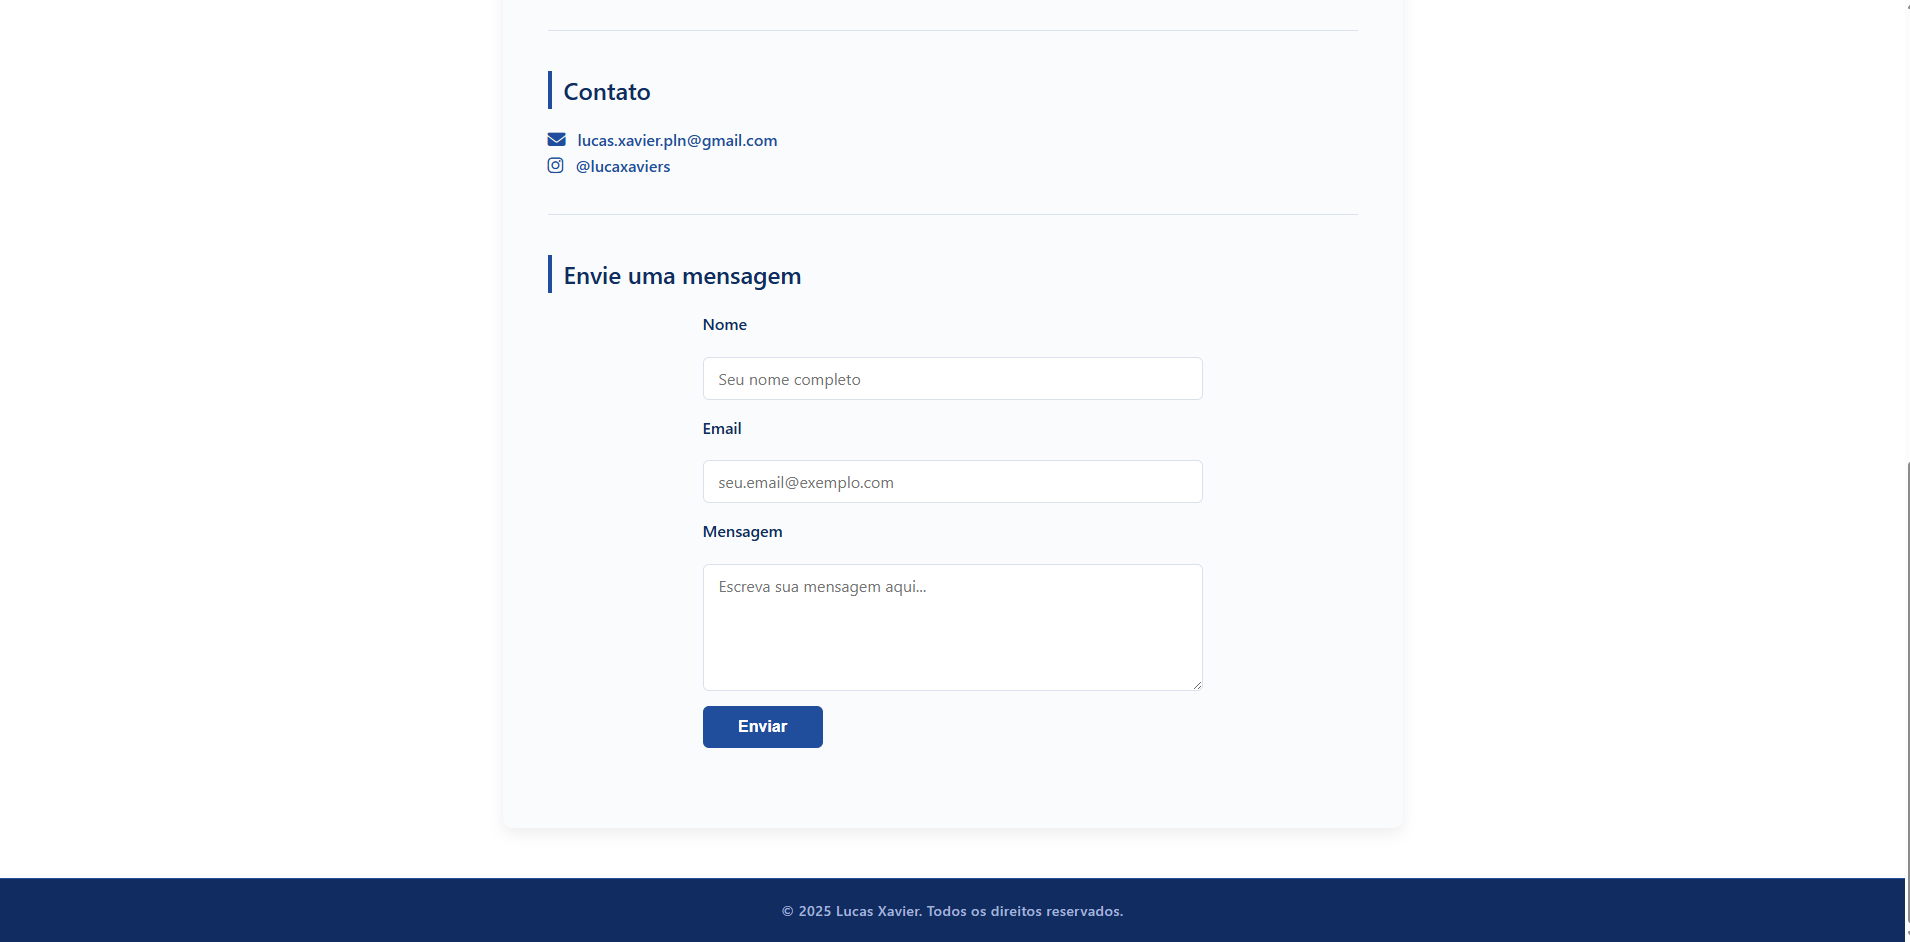 Contato
lucas.xavier.pln@gmail.com
@lucaxaviers
Envie uma mensagem
Nome
Seu nome completo
Email
seu.email@exemplo.com
Mensagem
Escreva sua mensagem aqui...
Enviar
© 2025 Lucas Xavier. Todos os direitos reservados.